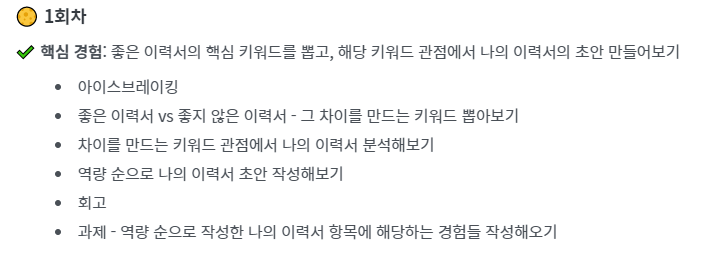 1회차
핵심 경험: 좋은 이력서의 핵심 키워드를 뽑고, 해당 키워드 관점에서 나의 이력서의 초안 만들어보기
아이스브레이킹
좋은 이력서 vs 좋지 않은 이력서 - 그 차이를 만드는 키워드 뽑아보기
차이를 만드는 키워드 관점에서 나의 이력서 분석해보기
역량 순으로 나의 이력서 초안 작성해보기
회고
과제 - 역량 순으로 작성한 나의 이력서 항목에 해당하는 경험들 작성해오기